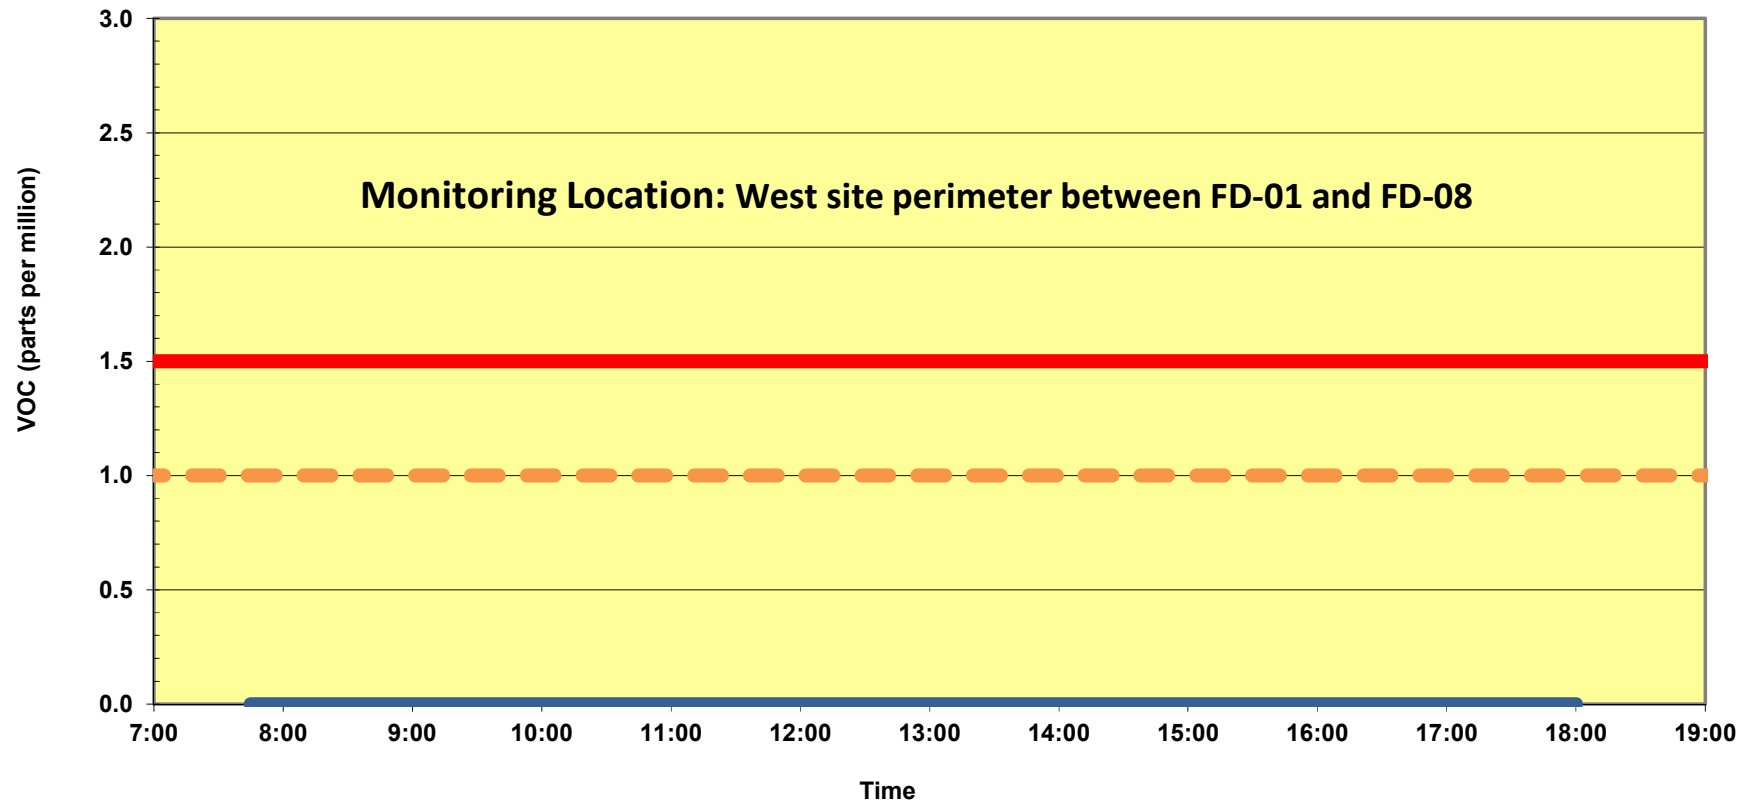 3.0
2.5
Monitoring Location: West site perimeter between FD-01 and FD-08
2.0
VOC (parts per million)
1.5
1.0
0.5
0.0
7:00 8:00 9:00 10:00 11:00 12:00 13:00 14:00 15:00 16:00 17:00 18:00 19:00
Time